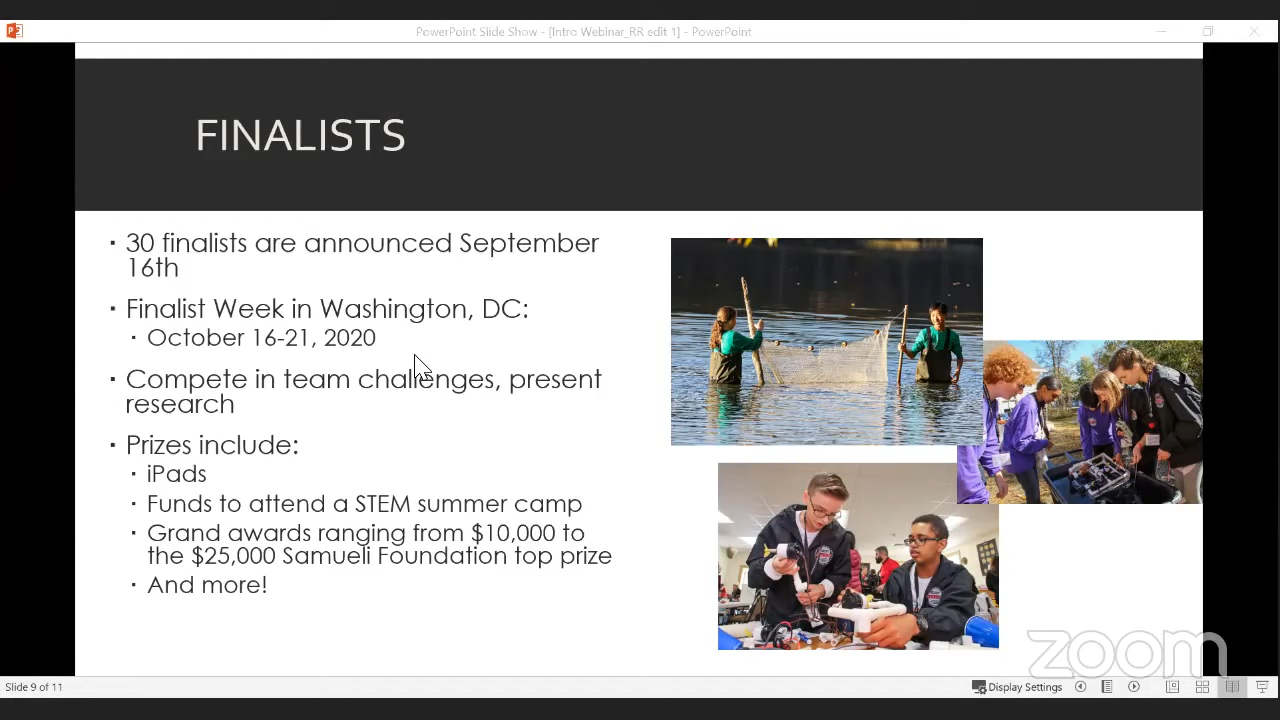 PowerPoint Slide Show - [Intro Webinar_RR edit 1] - PowerPoint
FINALISTS
▪ 30 finalists are announced September
16th
▪ Finalist Week in Washington, DC:
▪ October 16-21, 2020
▪ Compete in team challenges, present
research
▪ Prizes include:
▪ iPads
▪ Funds to attend a STEM summer camp
▪ Grand awards ranging from $10,000 to
the $25,000 Samueli Foundation top prize
▪ And more!
zoom
Slide 9 of 11
Display Settings